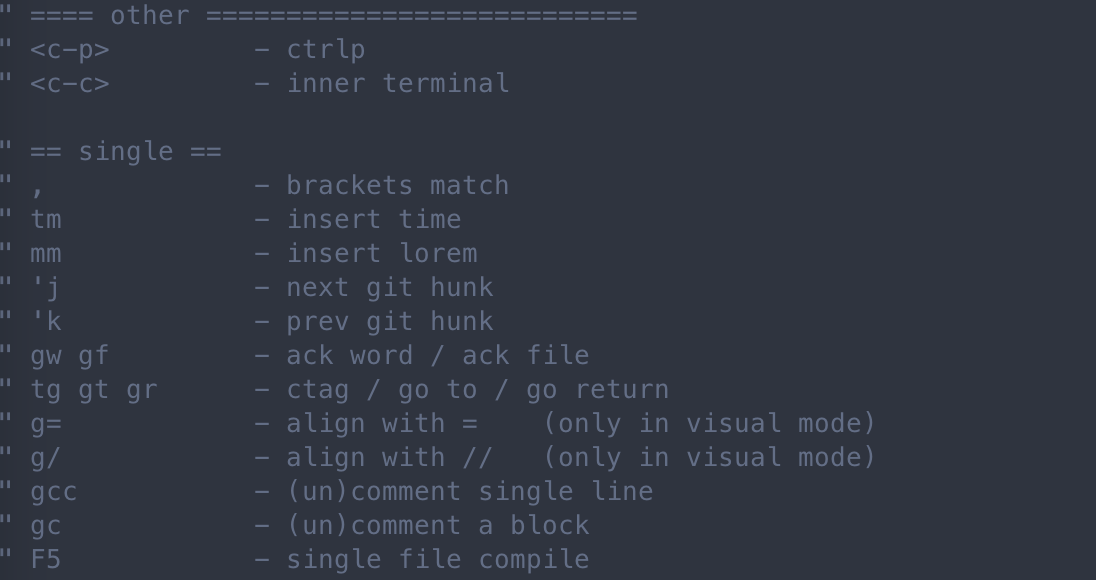 " ==== other ===========================
" <c-p>         - ctrlp
" <c-c>         - inner terminal

" == single ==
" ,             - brackets match
" tm            - insert time
" mm            - insert lorem
" 'j            - next git hunk
" 'k            - prev git hunk
" gw gf         - ack word / ack file
" tg gt gr      - ctag / go to / go return
" g=            - align with =    (only in visual mode)
" g/            - align with //   (only in visual mode)
" gcc           - (un)comment single line
" gc            - (un)comment a block
" F5            - single file compile